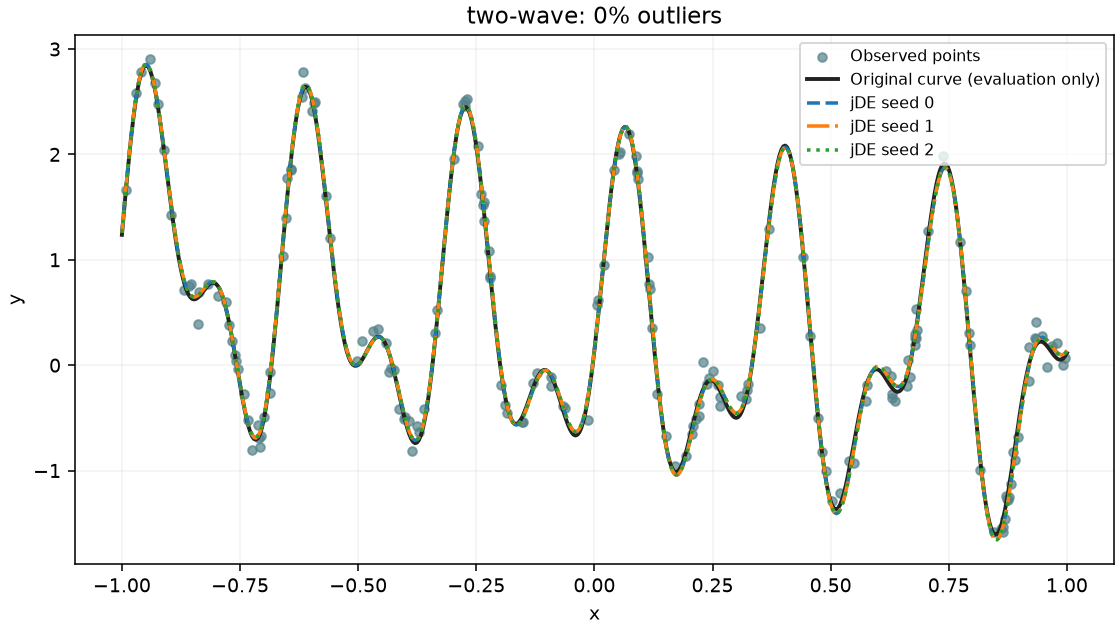 two-wave: 0% outliers
Observed points
Original curve (evaluation only)
jDE seed 0
jDE seed 1
jDE seed 2
3
2
1
0
−1
y
−1.00 −0.75 −0.50 −0.25 0.00 0.25 0.50 0.75 1.00
x